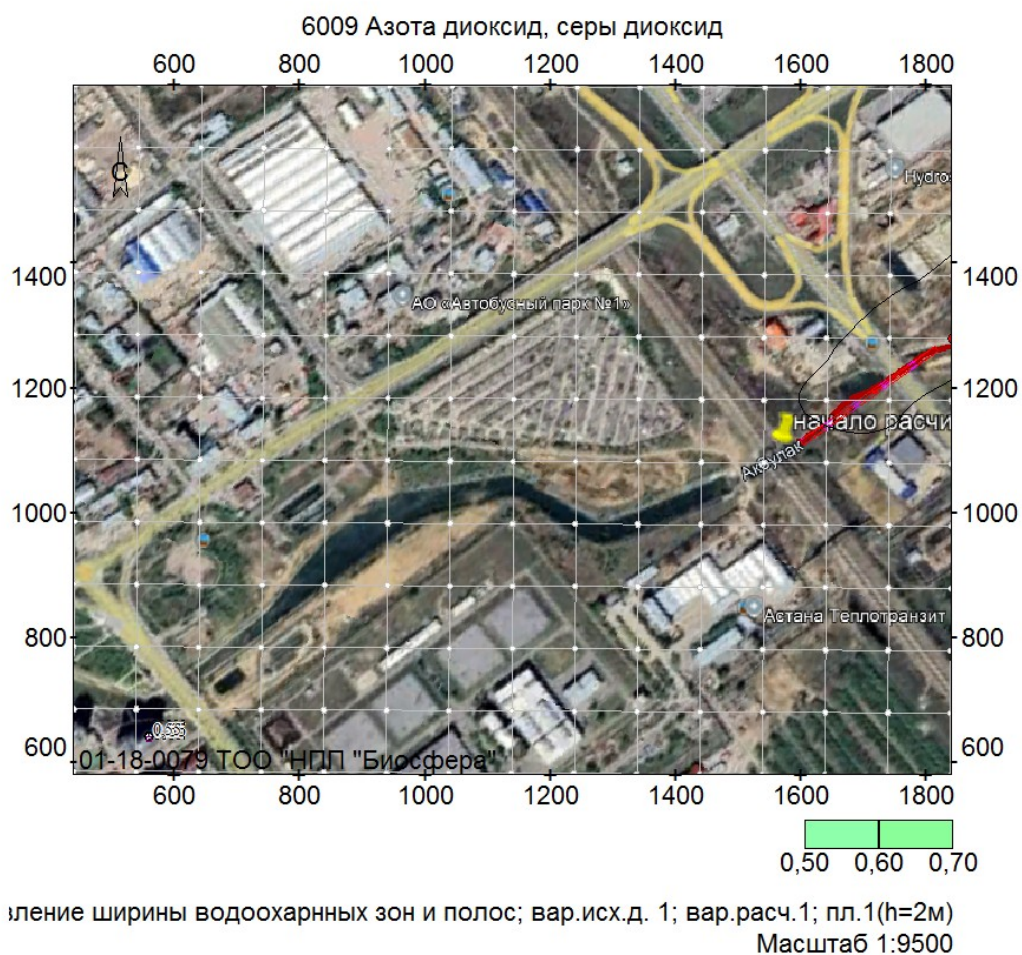 6009 Азота диоксид, серы диоксид
600 800 1000 1200 1400 1600 1800
С
Hydro
1400 1400
АО «Автобусный парк №1»
1200 1200
начало расчи
Акбулак
1000 1000
800 Астана Теплотранзит 800
600 600
-01-18-0079 ТОО "НПП "Биосфера"
600 800 1000 1200 1400 1600 1800
0,50 0,60 0,70
вление ширины водоохарнных зон и полос; вар.исх.д. 1; вар.расч.1; пл.1(h=2м)
Масштаб 1:9500